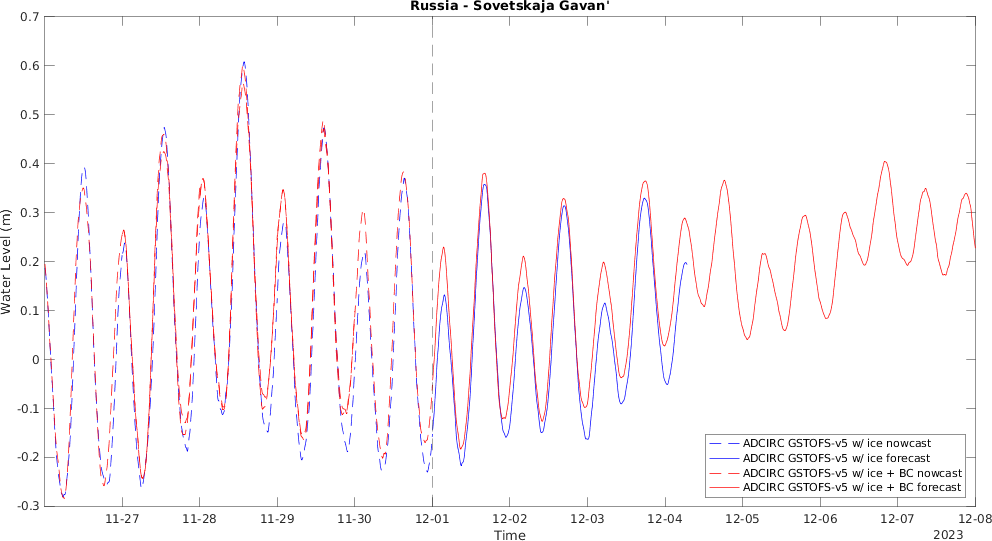 Russia - Sovetskaja Gavan'
0.7
0.6
0.5
0.4
0.3
0.2
0.1
0
-0.1
-0.2
-0.3
Water Level (m)
11-27 11-28 11-29 11-30 12-01 12-02 12-03 12-04 12-05 12-06 12-07 12-08
Time
2023
ADCIRC GSTOFS-v5 w/ ice nowcast
ADCIRC GSTOFS-v5 w/ ice forecast
ADCIRC GSTOFS-v5 w/ ice + BC nowcast
ADCIRC GSTOFS-v5 w/ ice + BC forecast